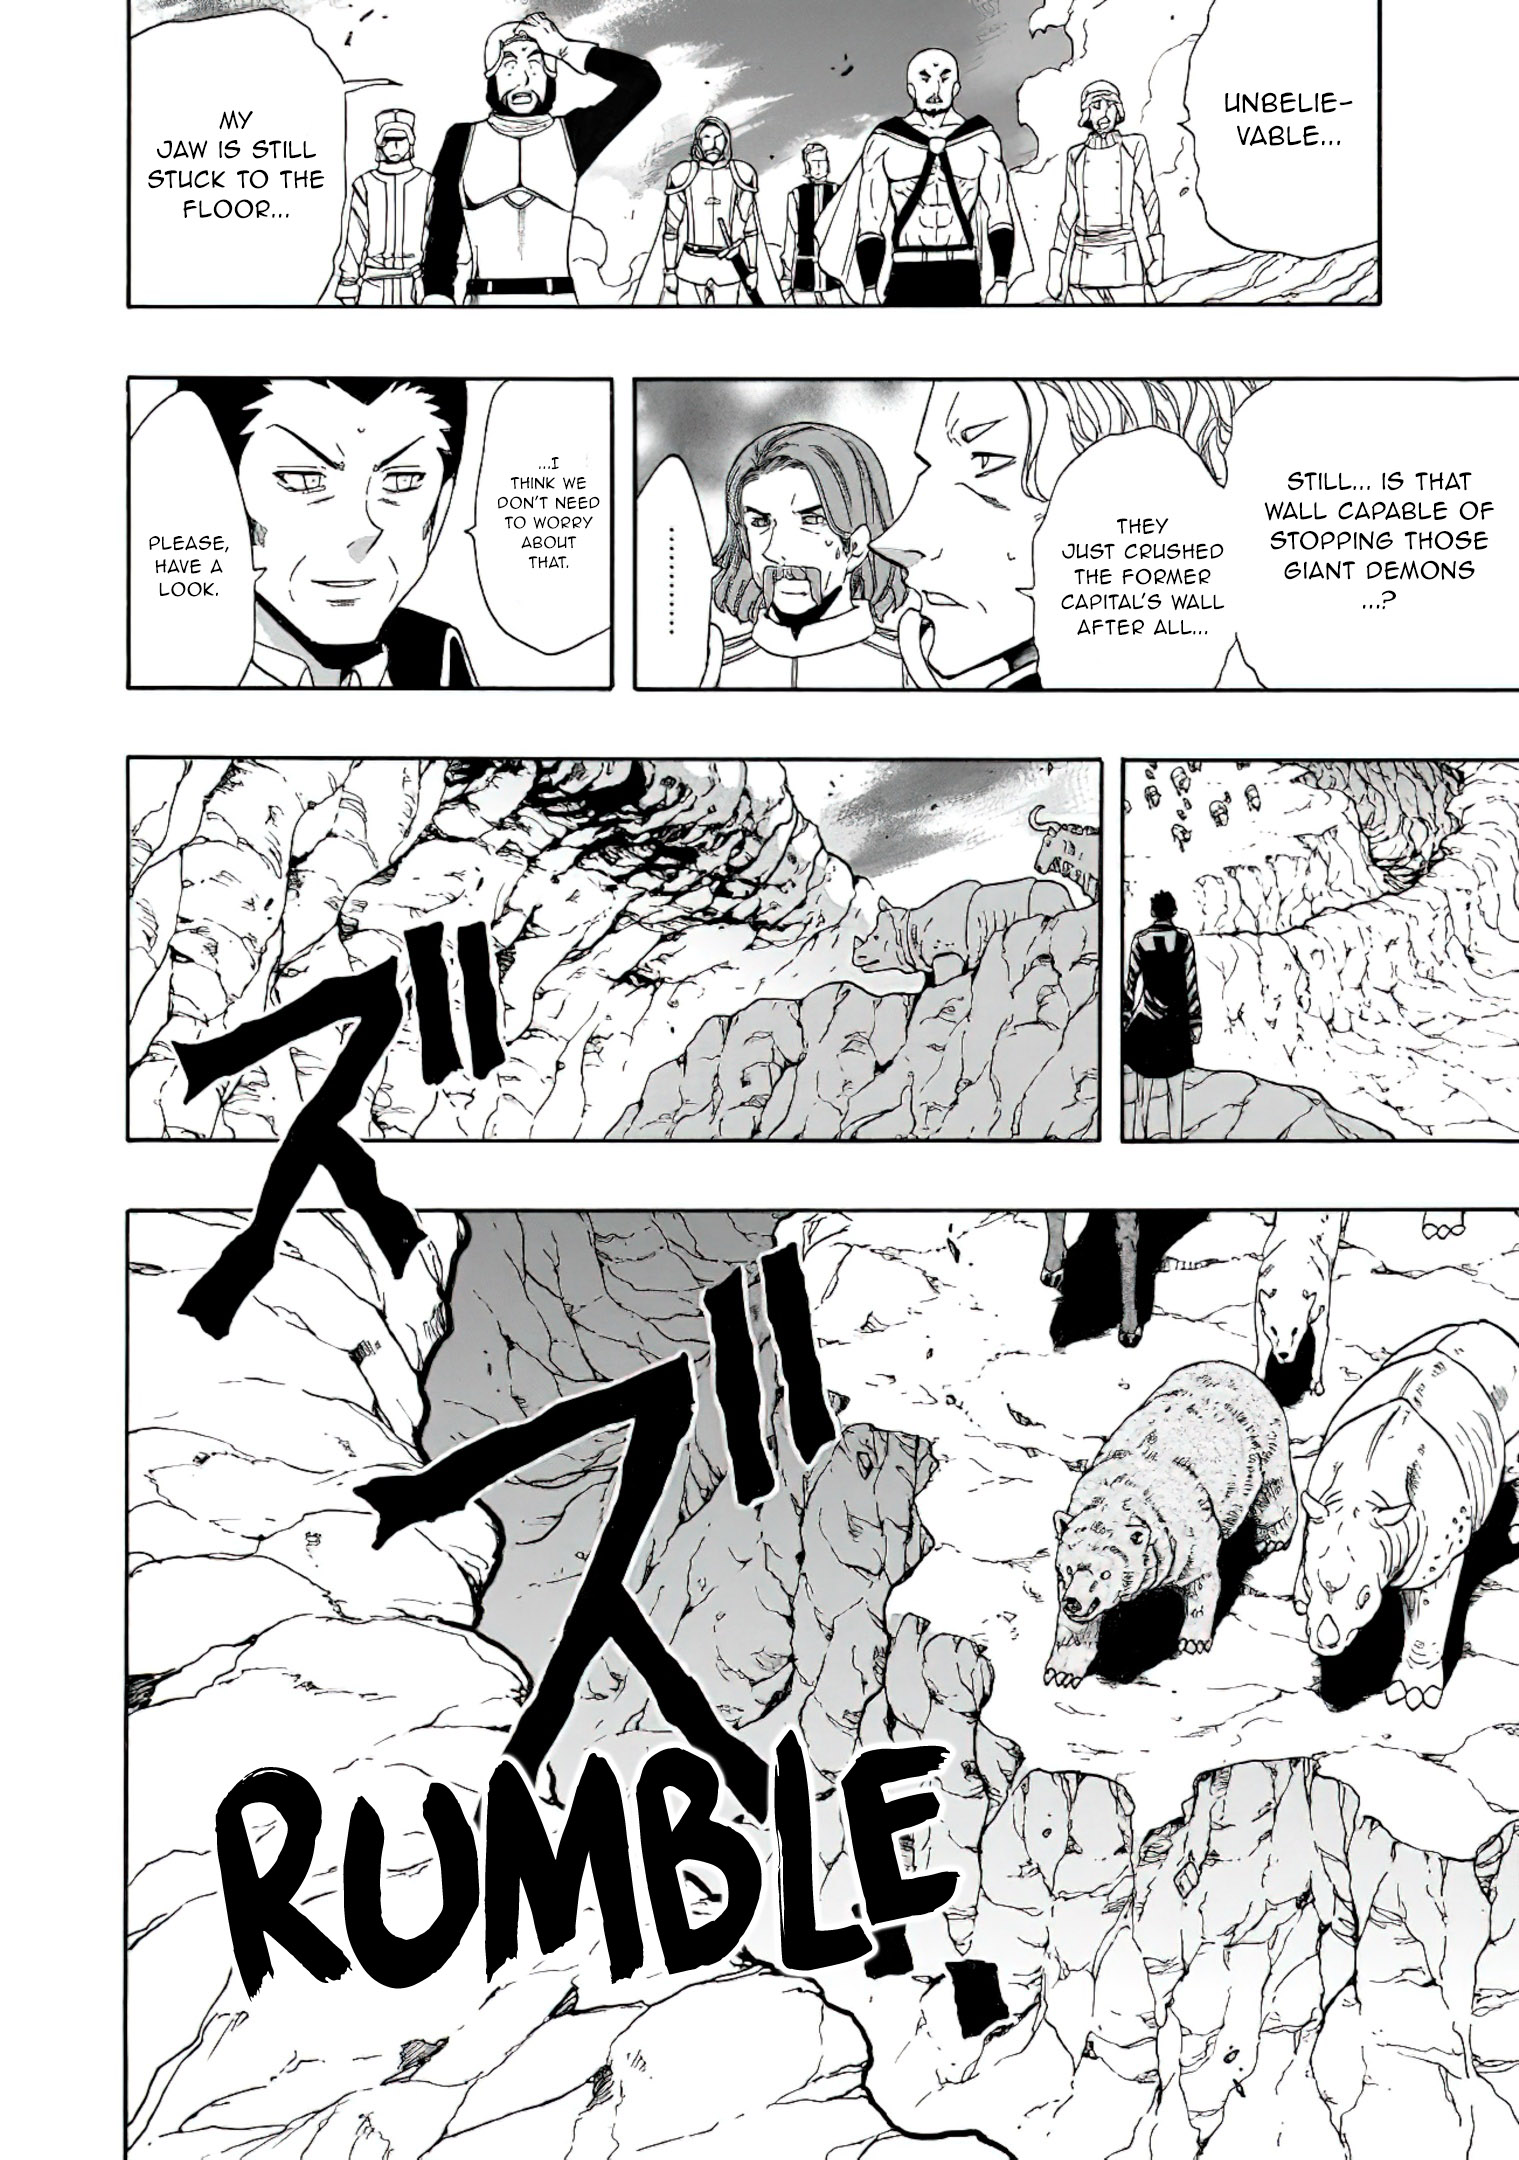 UNBELIE-
VABLE...
MY
JAW IS STILL
STUCK TO THE
FLOOR...
STILL... IS THAT
WALL CAPABLE OF
STOPPING THOSE
GIANT DEMONS
...?
THEY
JUST CRUSHED
THE FORMER
CAPITAL'S WALL
AFTER ALL...
.........
...I
THINK WE
DON'T NEED
TO WORRY
ABOUT
THAT.
PLEASE,
HAVE A
LOOK.
ズ
ズ
RUMBLE